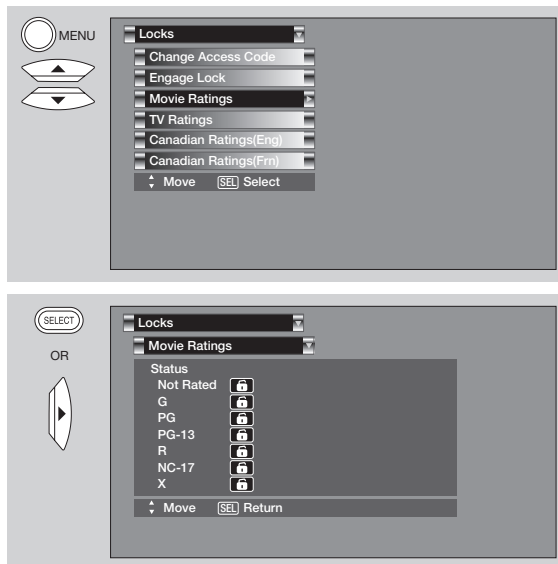 MENU
Locks
Change Access Code
Engage Lock
Movie Ratings
TV Ratings
Canadian Ratings(Eng)
Canadian Ratings(Frn)
Move SEL Select
SELECT
OR
Locks
Movie Ratings
Status
Not Rated
G
PG
PG-13
R
NC-17
X
Move SEL Return